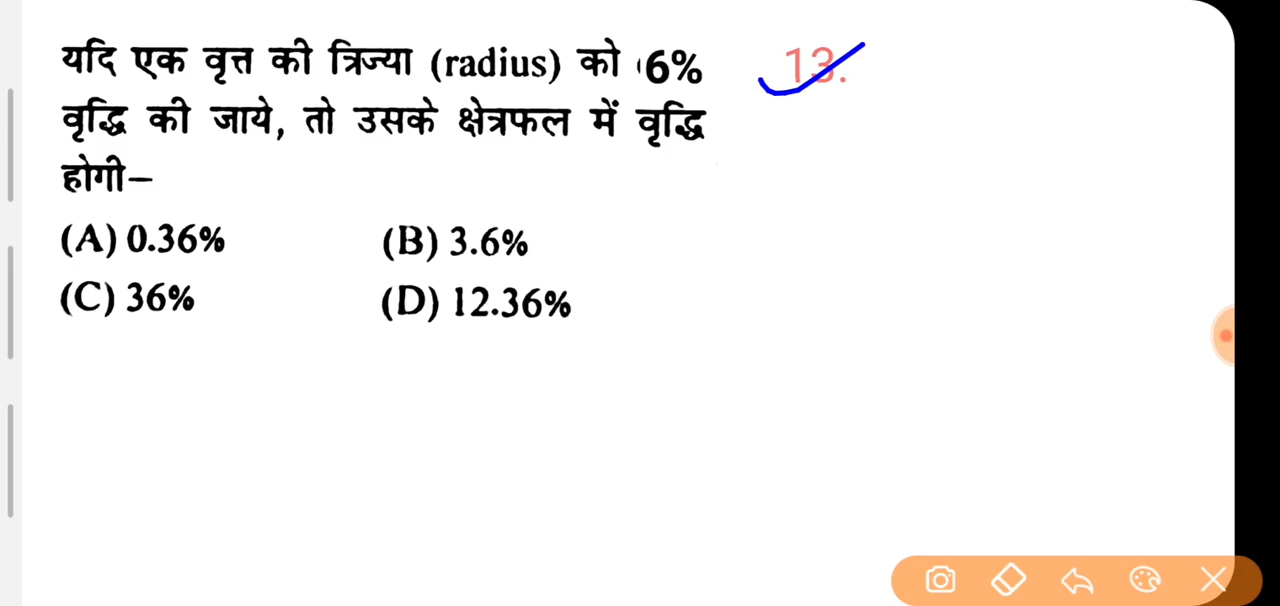 यदि एक वृत्त की त्रिज्या (radius) को 6% 13.
वृद्धि की जाये, तो उसके क्षेत्रफल में वृद्धि
होगी–
(A) 0.36% (B) 3.6%
(C) 36% (D) 12.36%